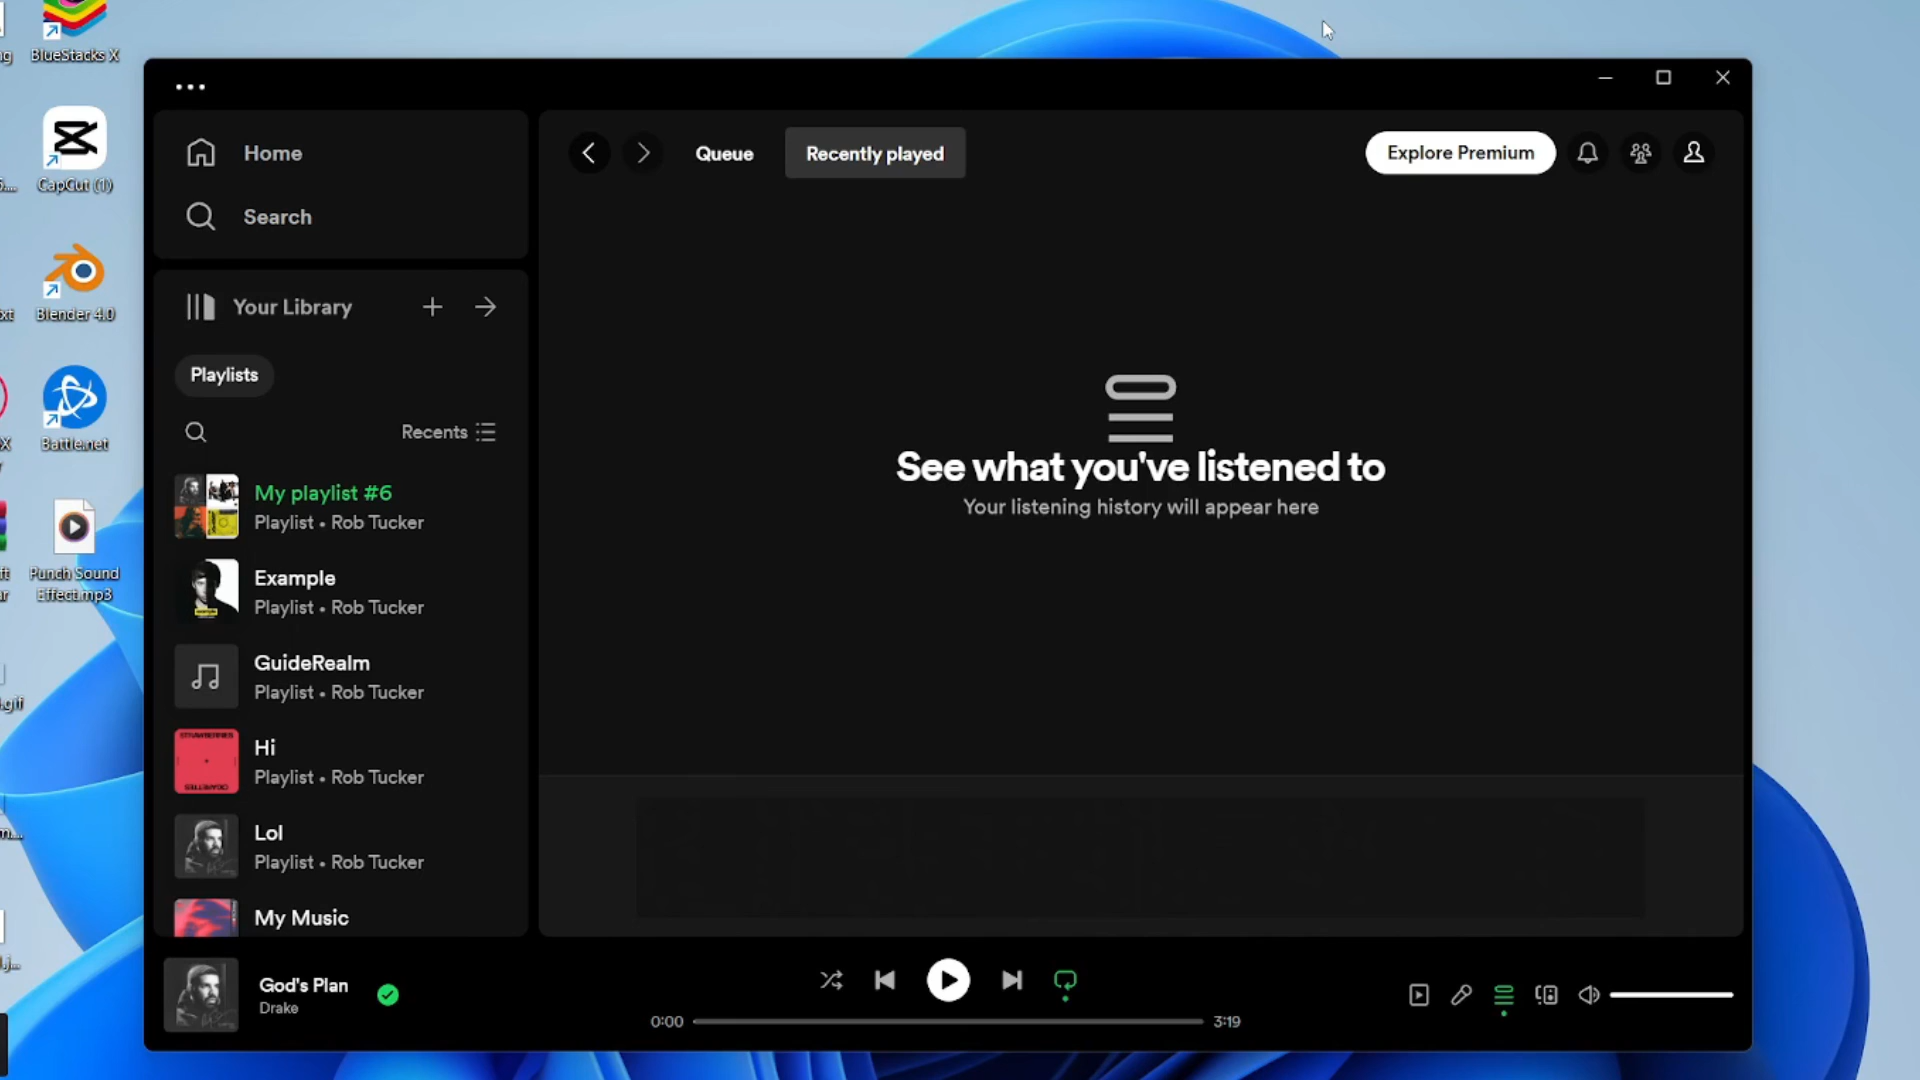 BlueStacks X
CapCut (1)
Blender 4.0
Battle.net
Punch Sound
Effect.mp3
Home
Search
Your Library
Playlists
Recents
My playlist #6
Playlist • Rob Tucker
Example
Playlist • Rob Tucker
GuideRealm
Playlist • Rob Tucker
Hi
Playlist • Rob Tucker
Lol
Playlist • Rob Tucker
My Music
Queue
Recently played
Explore Premium
See what you've listened to
Your listening history will appear here
God's Plan
Drake
0:00
3:19